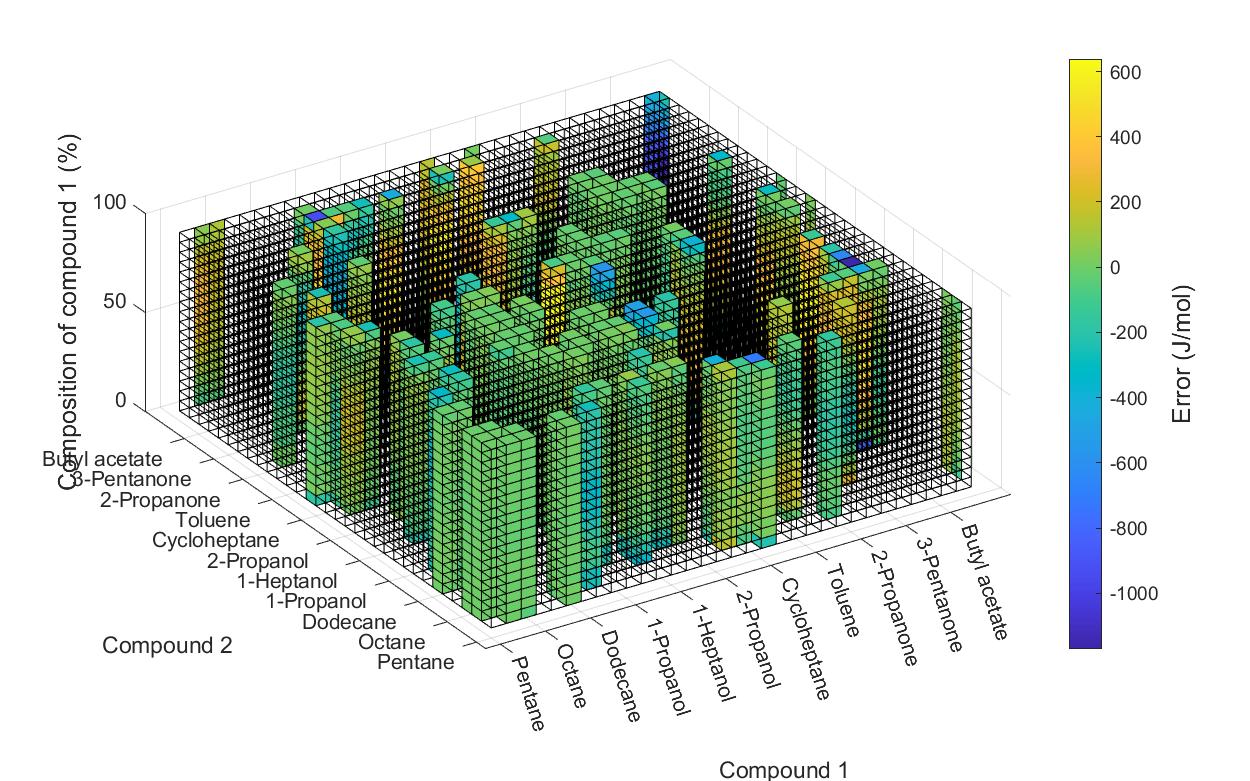 Composition of compound 1 (%)
100
50
0
Butyl acetate
3-Pentanone
2-Propanone
Toluene
Cycloheptane
2-Propanol
1-Heptanol
1-Propanol
Dodecane
Octane
Pentane
Compound 2
Pentane
Octane
Dodecane
1-Propanol
1-Heptanol
2-Propanol
Cycloheptane
Toluene
2-Propanone
3-Pentanone
Butyl acetate
Compound 1
600
400
200
0
-200
-400
-600
-800
-1000
Error (J/mol)